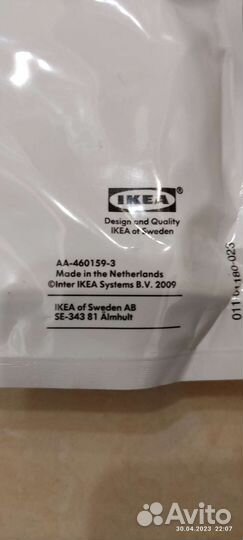 IKEA®
Design and Quality
IKEA of Sweden
AA-460159-3
Made in the Netherlands
©Inter IKEA Systems B.V. 2009
IKEA of Sweden AB
SE-343 81 Älmhult
Avito
30.04.2023 22:07